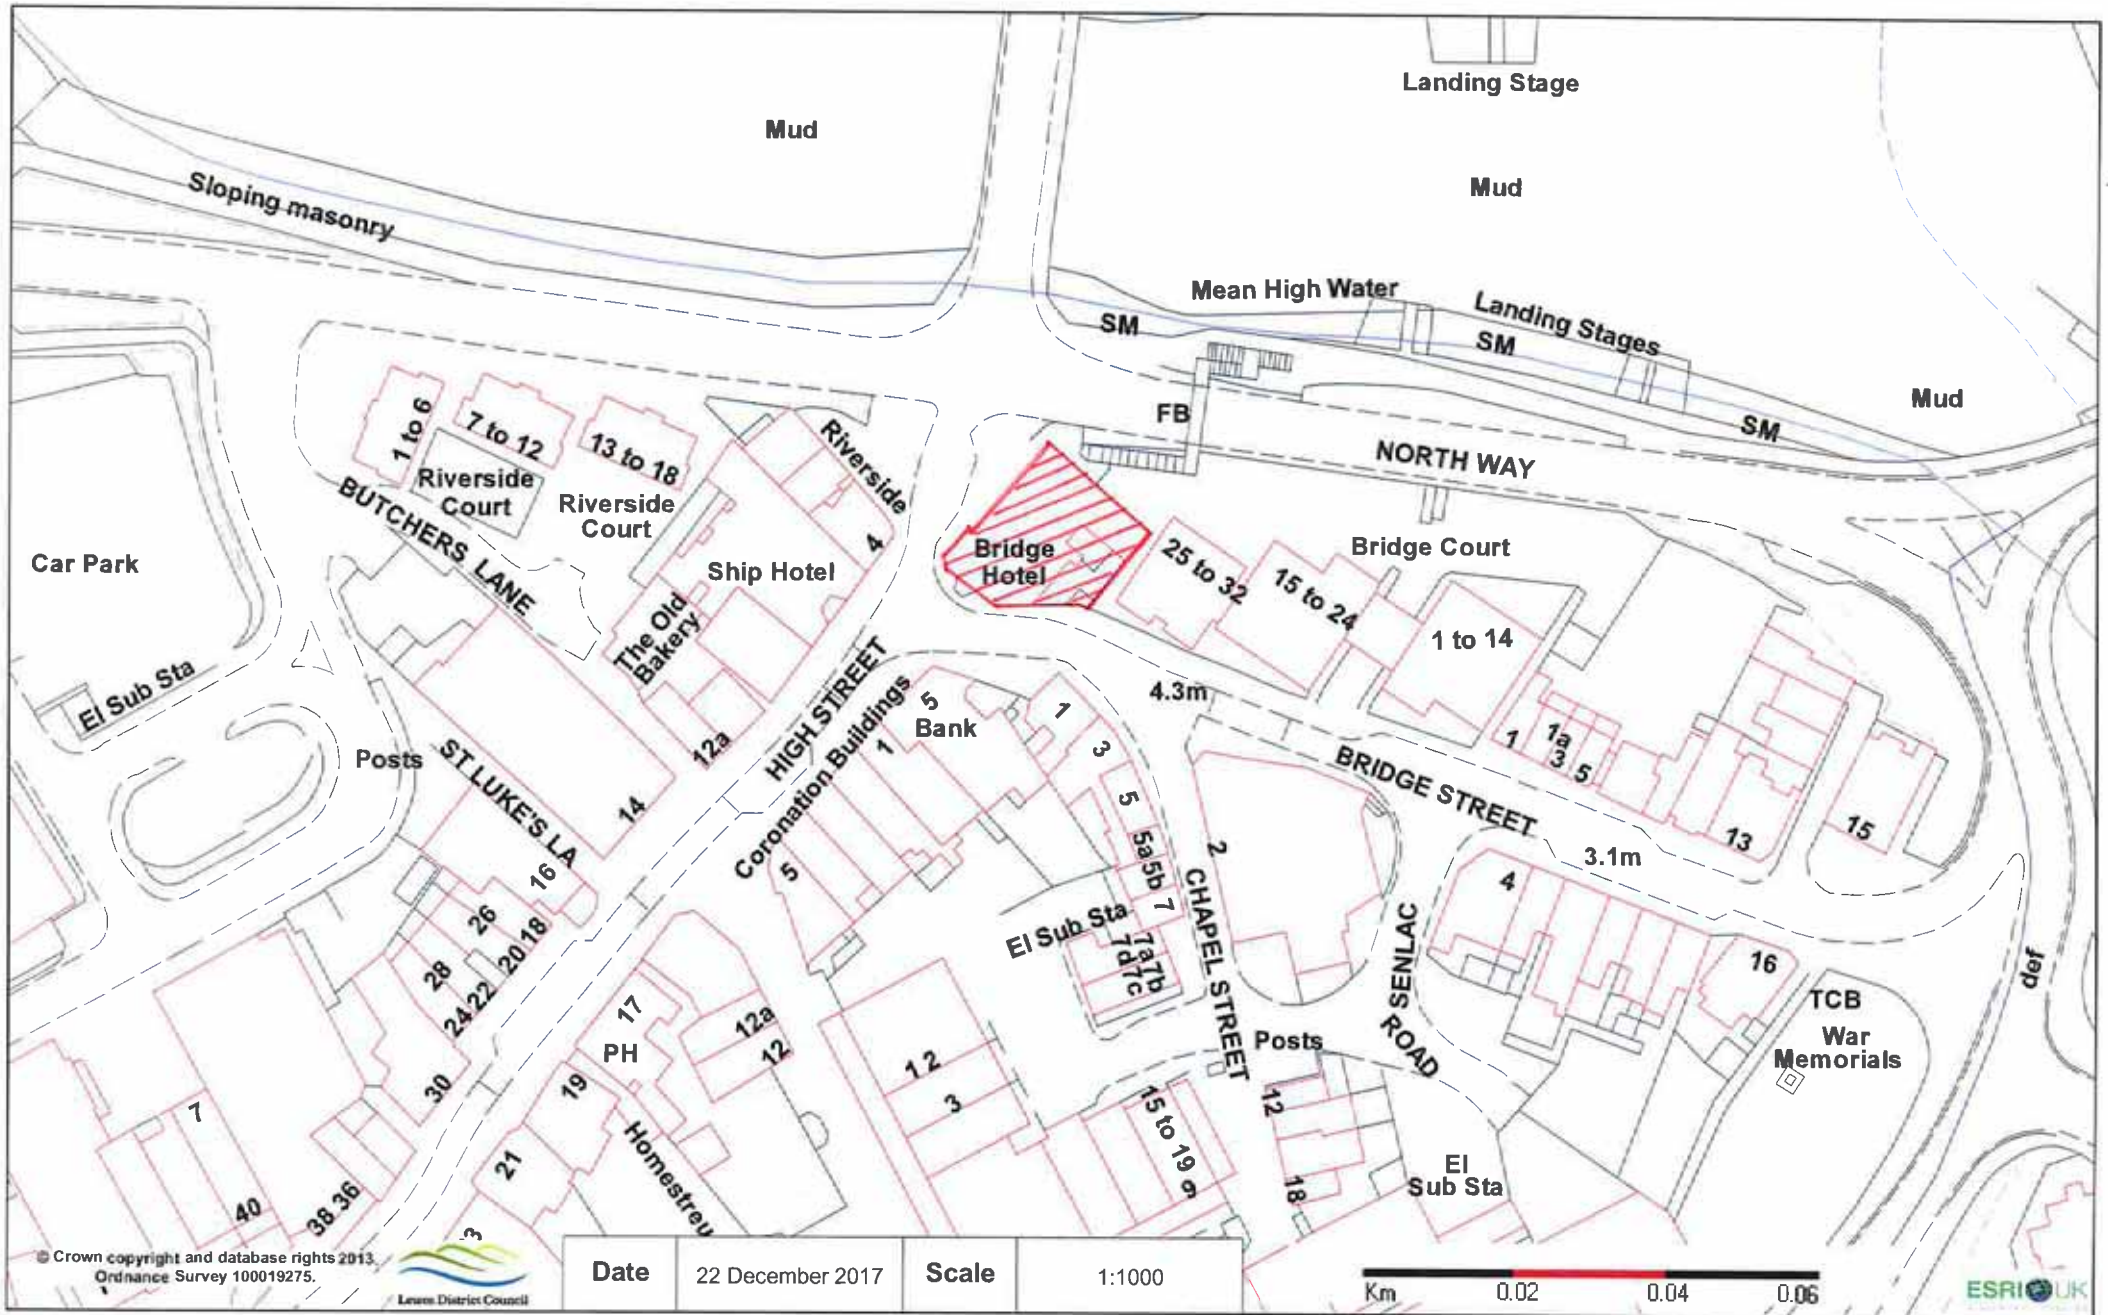 Landing Stage
Mud
Mud
Sloping masonry
Mean High Water
Landing Stages
SM
SM
SM
Mud
FB
NORTH WAY
1 to 6
7 to 12
13 to 18
Riverside
Riverside
Court
Riverside
Court
BUTCHERS LANE
Car Park
Ship Hotel
4
The Old
Bakery
Bridge
Hotel
25 to 32
15 to 24
Bridge Court
1 to 14
El Sub Sta
Posts
ST LUKE'S LA
12a
14
HIGH STREET
Coronation Buildings
5
Bank
1
5
1
3
5
5a5b
7
4.3m
BRIDGE STREET
1
1a
3
5
13
15
3.1m
2
CHAPEL STREET
El Sub Sta
7a7b
7d7c
SENLAC
ROAD
4
16
TCB
War
Memorials
def
16
26
18
20
28
22
24
30
17
PH
19
12a
12
1 2
3
Posts
15 to 19
9
12
18
El
Sub Sta
7
40
38 36
21
Homestreu
© Crown copyright and database rights 2013.
Ordnance Survey 100019275.
Lewes District Council
Date
22 December 2017
Scale
1:1000
Km
0.02
0.04
0.06
ESRI UK